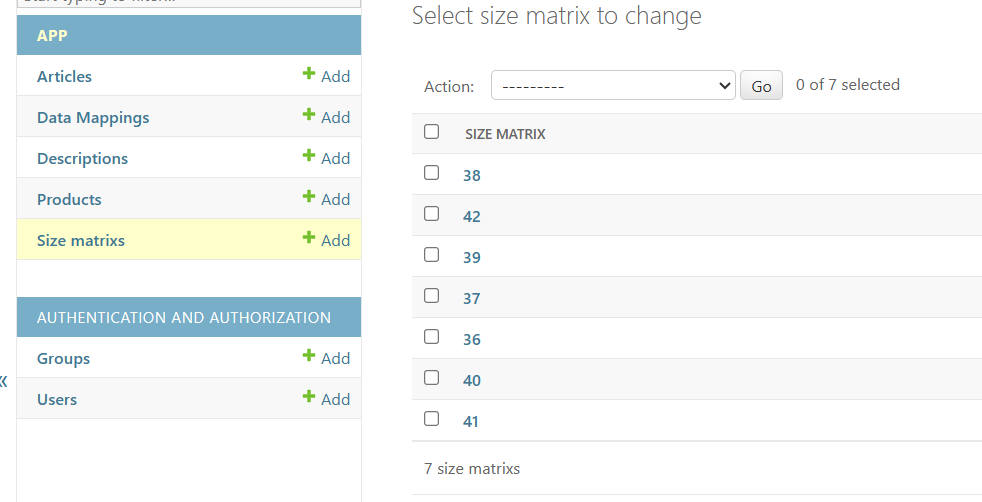 Select size matrix to change
APP
Articles + Add
Data Mappings + Add
Descriptions + Add
Products + Add
Size matrixs + Add
AUTHENTICATION AND AUTHORIZATION
Groups + Add
Users + Add
«
Action: --------- Go 0 of 7 selected
SIZE MATRIX
38
42
39
37
36
40
41
7 size matrixs